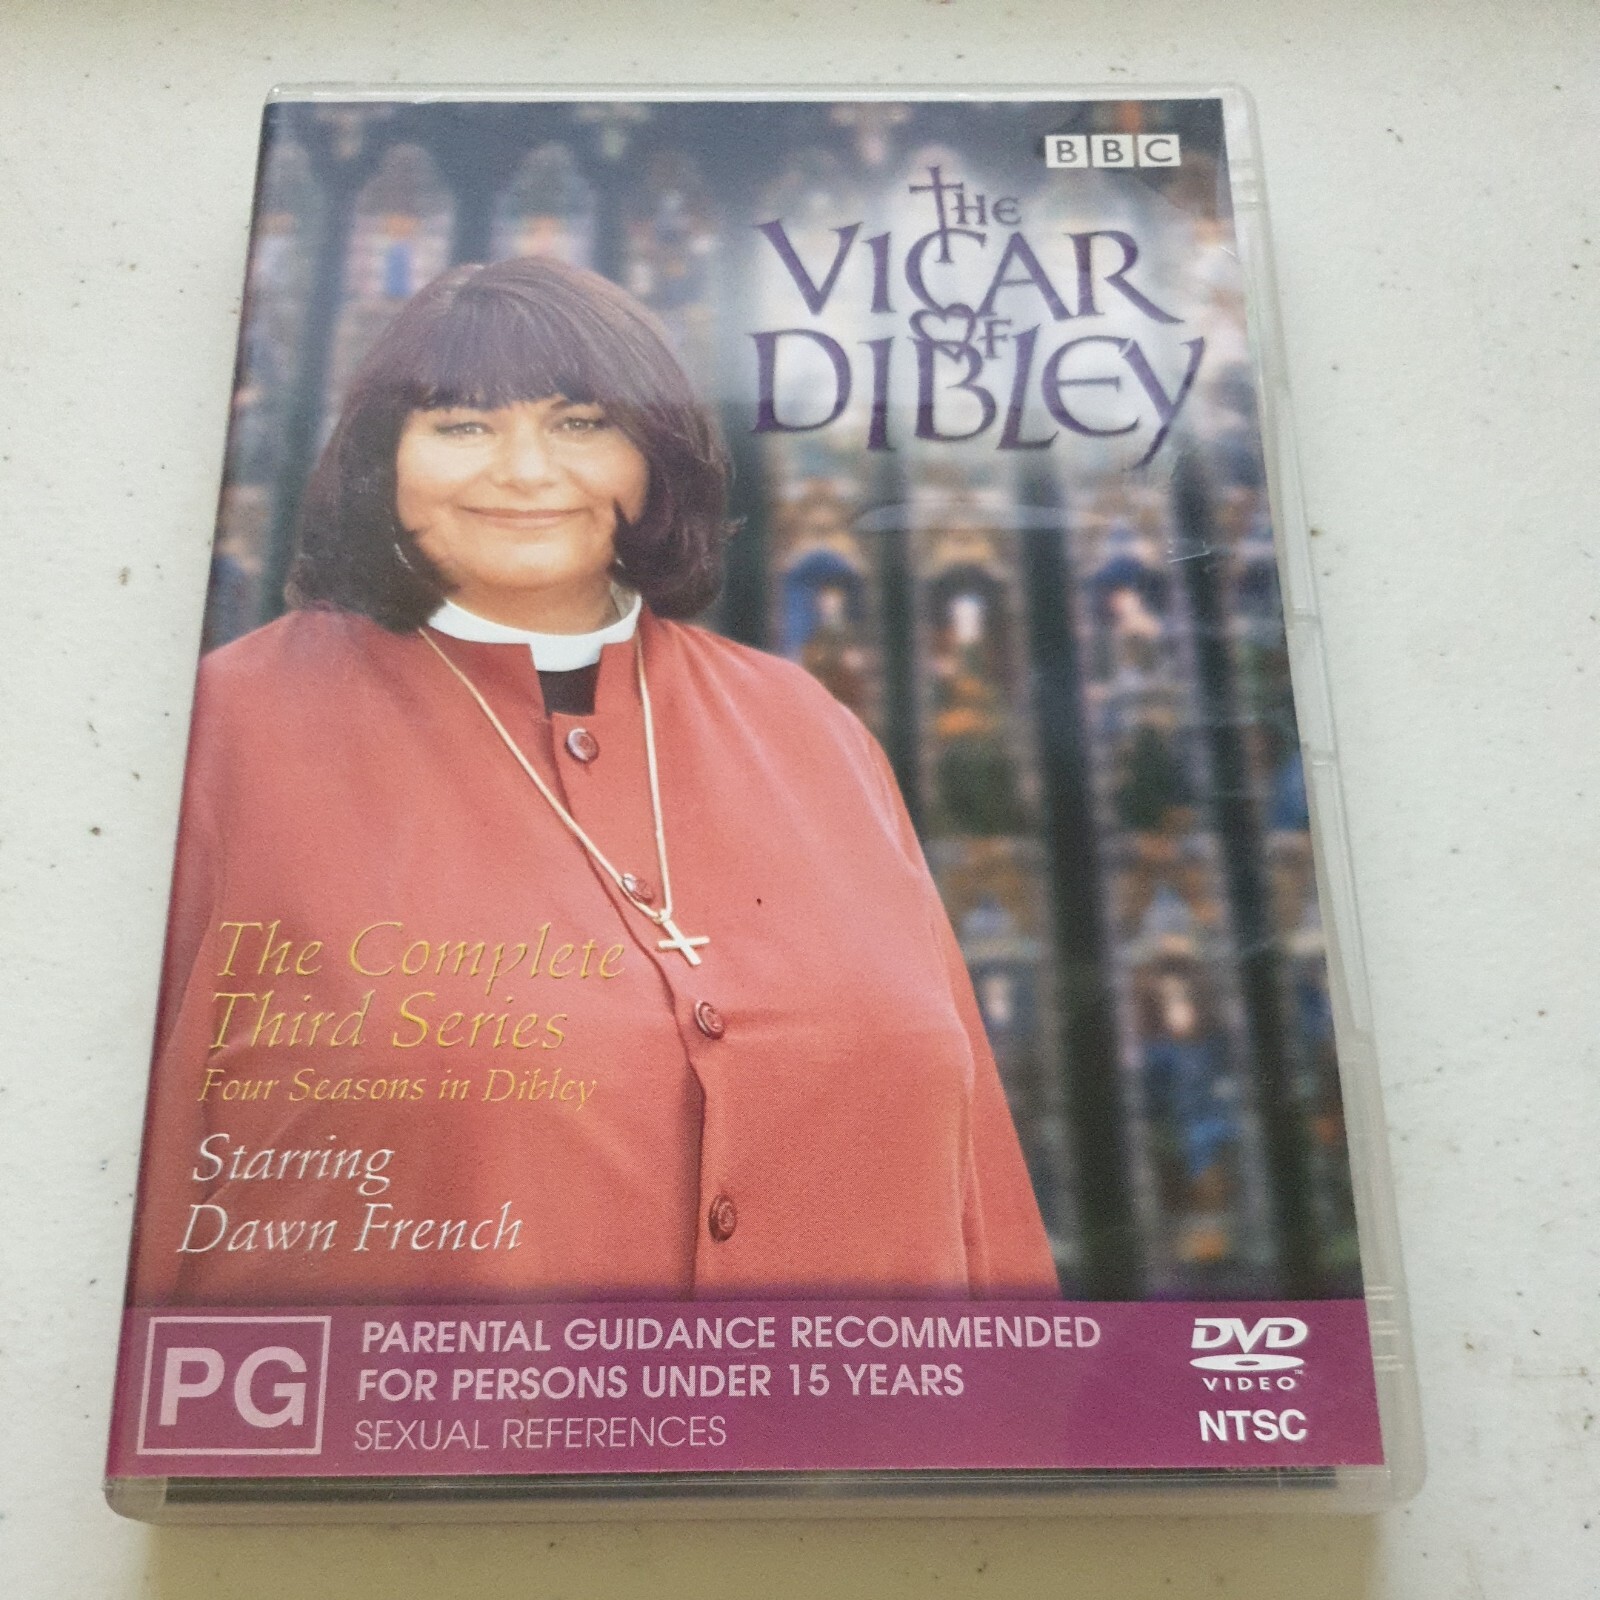 BBC
THE
VICAR
OF
DIBLEY
The Complete
Third Series
Four Seasons in Dibley
Starring
Dawn French
PG
PARENTAL GUIDANCE RECOMMENDED
FOR PERSONS UNDER 15 YEARS
SEXUAL REFERENCES
DVD
VIDEO™
NTSC